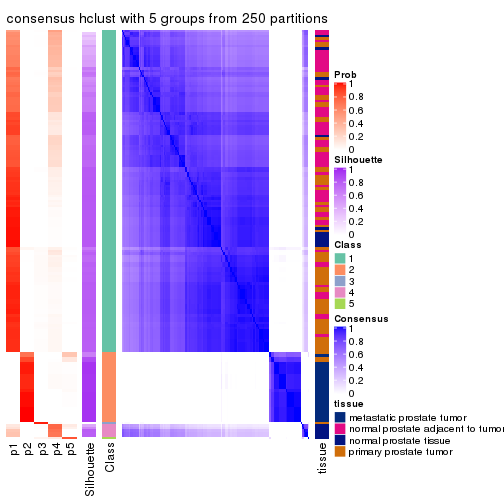 consensus hclust with 5 groups from 250 partitions
Prob
1
0.8
0.6
0.4
0.2
0
Silhouette
1
0.8
0.6
0.4
0.2
0
Class
1
2
3
4
5
Consensus
1
0.8
0.6
0.4
0.2
0
tissue
metastatic prostate tumor
normal prostate adjacent to tumor
normal prostate tissue
primary prostate tumor
p1
p2
p3
p4
p5
Silhouette
Class
tissue